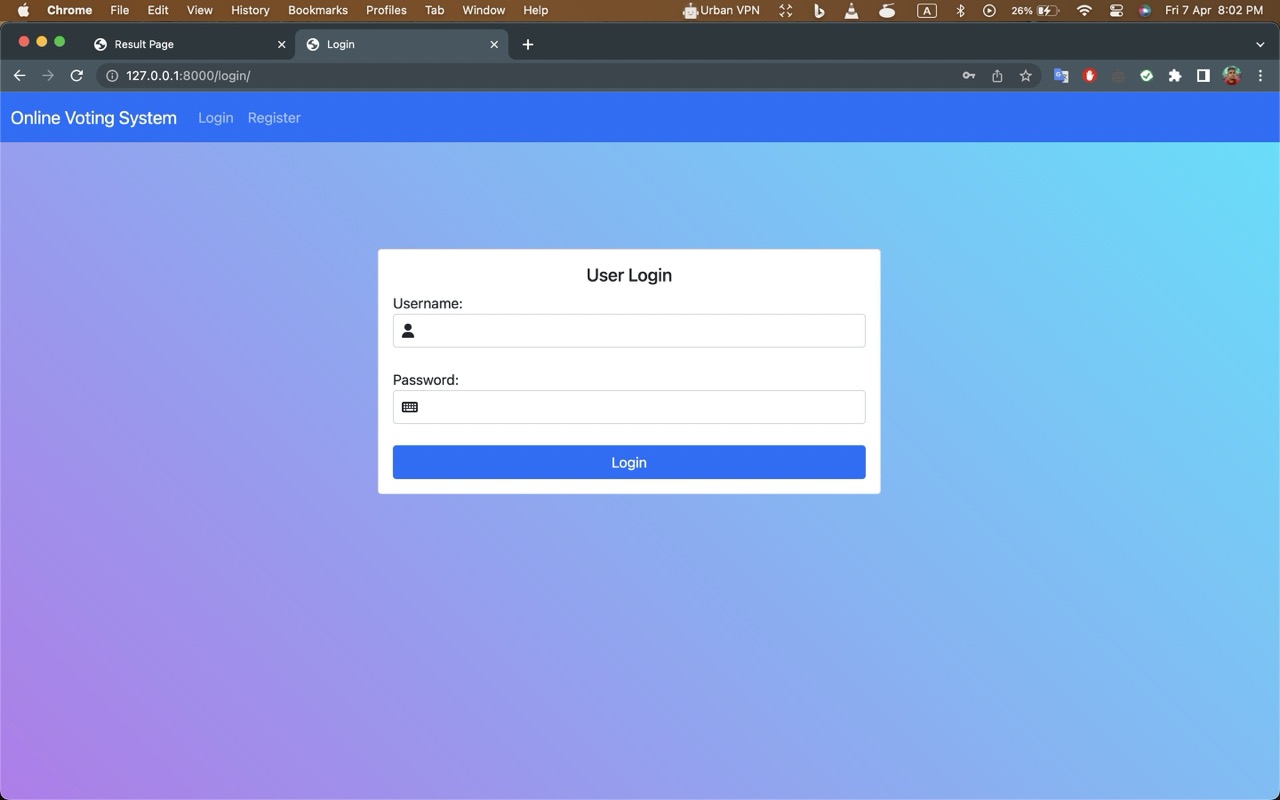 Chrome File Edit View History Bookmarks Profiles Tab Window Help Urban VPN A 26% Fri 7 Apr 8:02 PM
Result Page Login
127.0.0.1:8000/login/
Online Voting System Login Register
User Login
Username:
Password:
Login